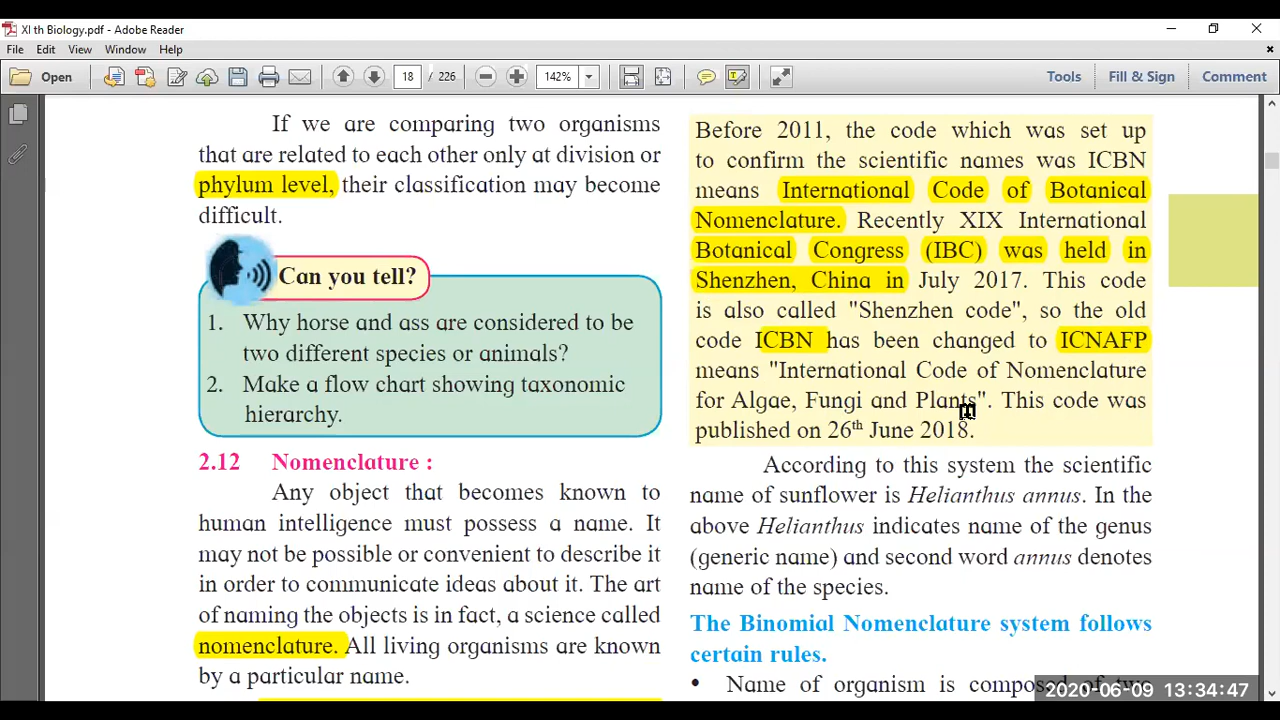 XI th Biology.pdf - Adobe Reader
File Edit View Window Help
Open 18 / 226 142% Tools Fill & Sign Comment
If we are comparing two organisms
that are related to each other only at division or
phylum level, their classification may become
difficult.
Can you tell?
1. Why horse and ass are considered to be
two different species or animals?
2. Make a flow chart showing taxonomic
hierarchy.
2.12 Nomenclature :
Any object that becomes known to
human intelligence must possess a name. It
may not be possible or convenient to describe it
in order to communicate ideas about it. The art
of naming the objects is in fact, a science called
nomenclature. All living organisms are known
by a particular name.
Before 2011, the code which was set up
to confirm the scientific names was ICBN
means International Code of Botanical
Nomenclature. Recently XIX International
Botanical Congress (IBC) was held in
Shenzhen, China in July 2017. This code
is also called "Shenzhen code", so the old
code ICBN has been changed to ICNAFP
means "International Code of Nomenclature
for Algae, Fungi and Plants". This code was
published on 26th June 2018.
According to this system the scientific
name of sunflower is Helianthus annus. In the
above Helianthus indicates name of the genus
(generic name) and second word annus denotes
name of the species.
The Binomial Nomenclature system follows
certain rules.
• Name of organism is composed of two
2020-06-09 13:34:47